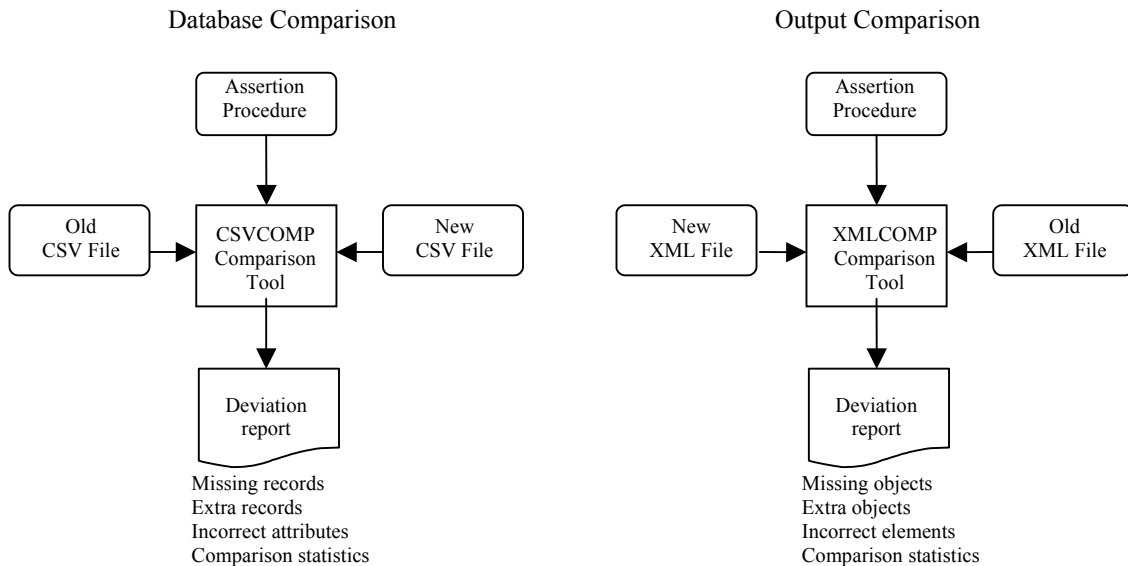 Database Comparison
Assertion
Procedure
Old
CSV File
CSVCOMP
Comparison
Tool
New
CSV File
Deviation
report
Missing records
Extra records
Incorrect attributes
Comparison statistics
Output Comparison
Assertion
Procedure
New
XML File
XMLCOMP
Comparison
Tool
Old
XML File
Deviation
report
Missing objects
Extra objects
Incorrect elements
Comparison statistics